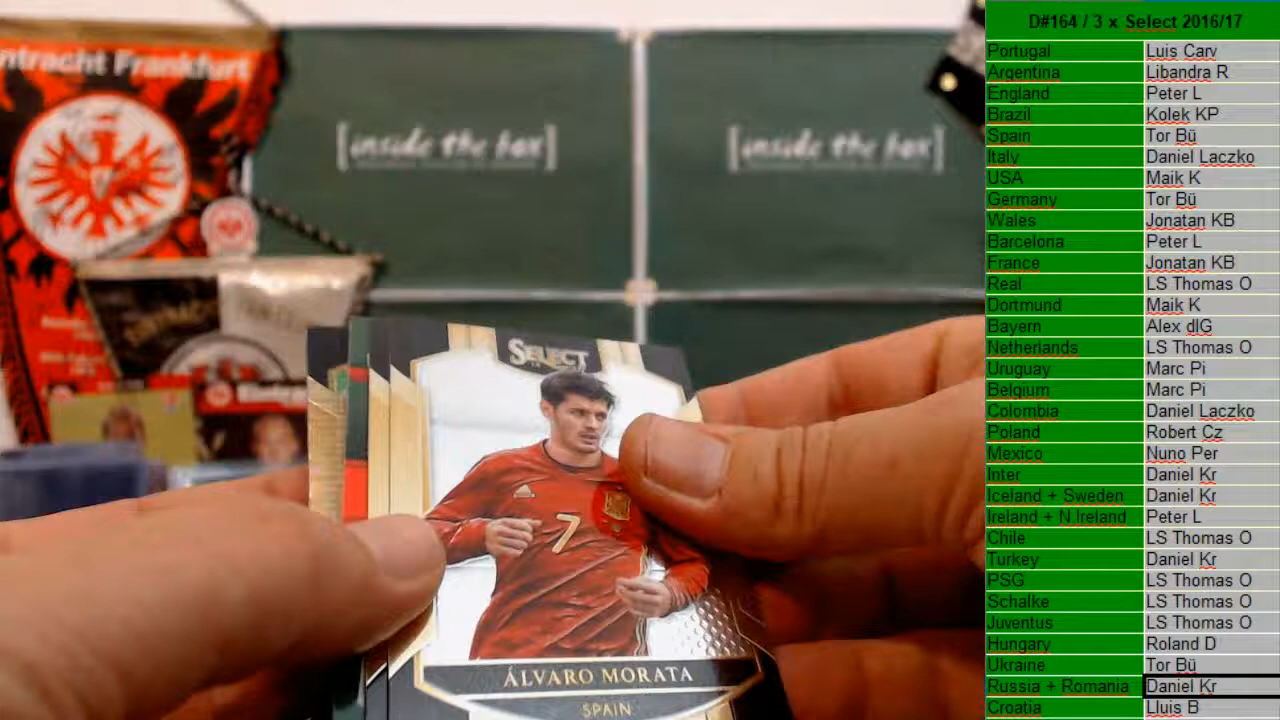 ntracht Frankfurt
[inside the box]
[inside the box]
SELECT
7
ÁLVARO MORATA
SPAIN
D#164 / 3 x Select 2016/17
Portugal Luis Carv
Argentina Libandra R
England Peter L
Brazil Kolek KP
Spain Tor Bü
Italy Daniel Laczko
USA Maik K
Germany Tor Bü
Wales Jonatan KB
Barcelona Peter L
France Jonatan KB
Real LS Thomas O
Dortmund Maik K
Bayern Alex dlG
Netherlands LS Thomas O
Uruguay Marc Pi
Belgium Marc Pi
Colombia Daniel Laczko
Poland Robert Cz
Mexico Nuno Per
Inter Daniel Kr
Iceland + Sweden Daniel Kr
Ireland + N.Ireland Peter L
Chile LS Thomas O
Turkey Daniel Kr
PSG LS Thomas O
Schalke LS Thomas O
Juventus LS Thomas O
Hungary Roland D
Ukraine Tor Bü
Russia + Romania Daniel Kr
Croatia Lluis B